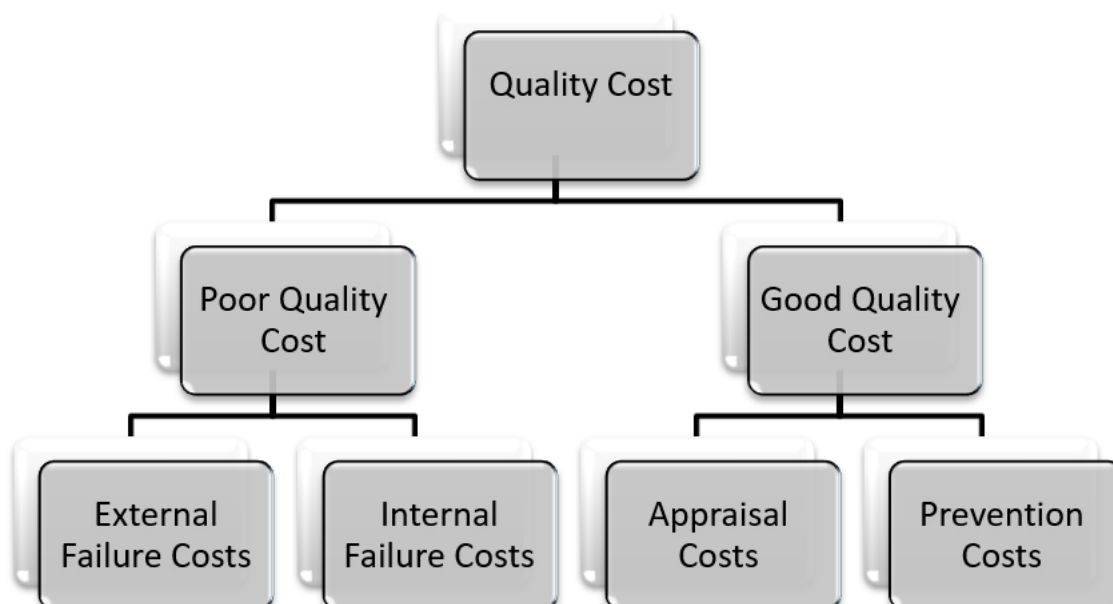 Quality Cost
Poor Quality
Cost
Good Quality
Cost
External
Failure Costs
Internal
Failure Costs
Appraisal
Costs
Prevention
Costs